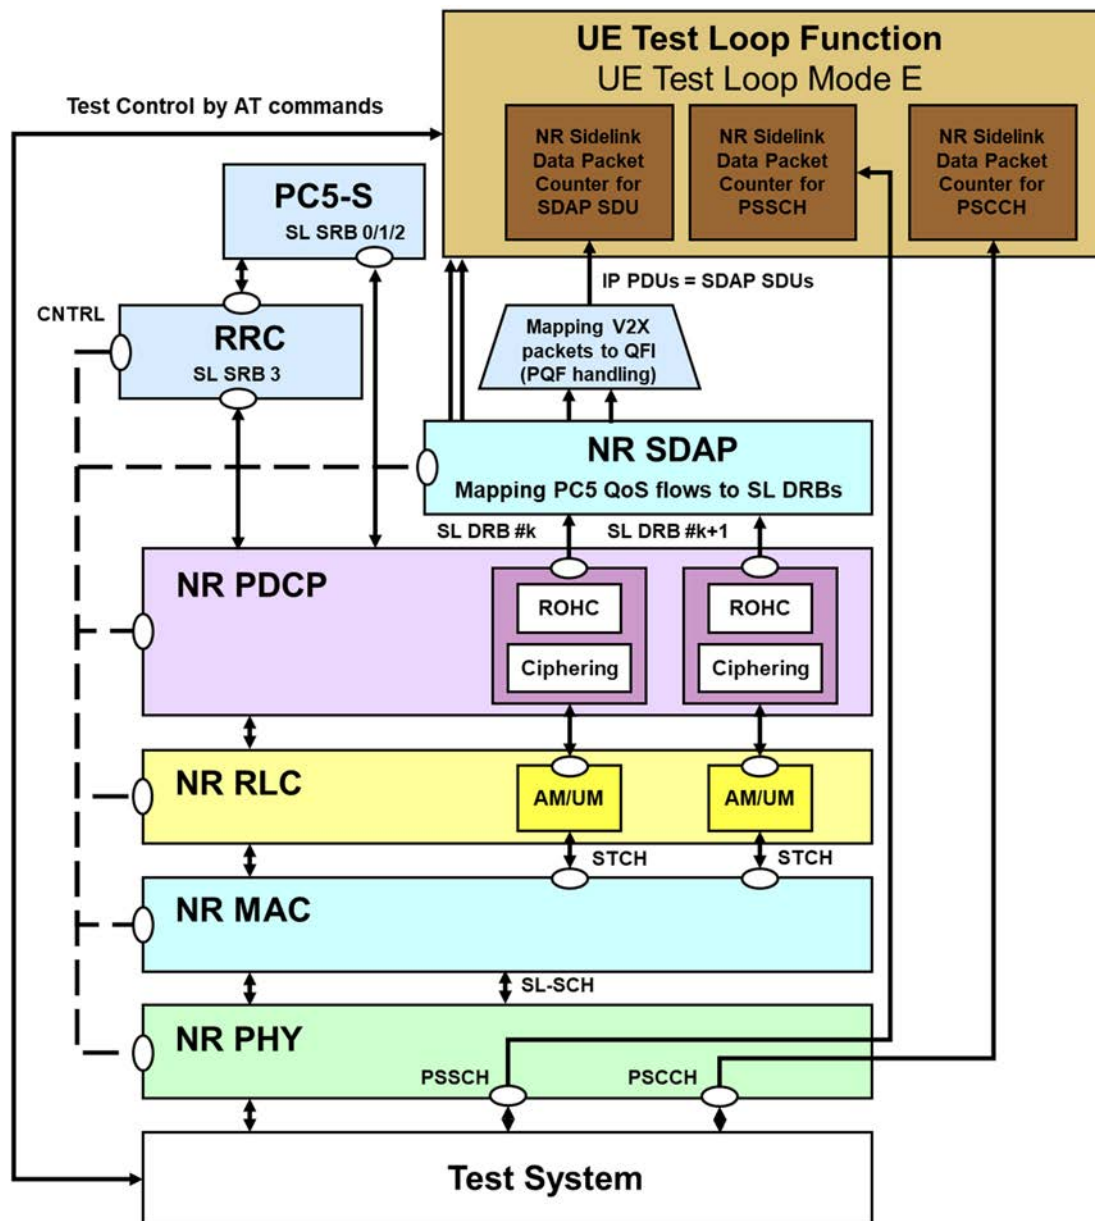 UE Test Loop Function
UE Test Loop Mode E
Test Control by AT commands
NR Sidelink
Data Packet
Counter for
SDAP SDU
NR Sidelink
Data Packet
Counter for
PSSCH
NR Sidelink
Data Packet
Counter for
PSCCH
PC5-S
SL SRB 0/1/2
IP PDUs = SDAP SDUs
CNTRL
RRC
SL SRB 3
Mapping V2X
packets to QFI
(PQF handling)
NR SDAP
Mapping PC5 QoS flows to SL DRBs
SL DRB #k
SL DRB #k+1
NR PDCP
ROHC
Ciphering
ROHC
Ciphering
NR RLC
AM/UM
AM/UM
STCH
STCH
NR MAC
SL-SCH
NR PHY
PSSCH
PSCCH
Test System